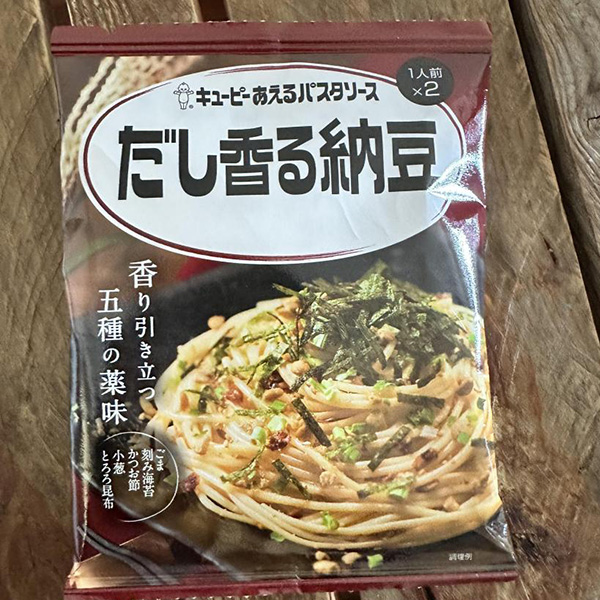 キューピーあえるパスタソース
1人前
×2
だし香る納豆
香り引き立つ
五種の薬味
ごま
刻み海苔
かつお節
小葱
とろろ昆布
調理例